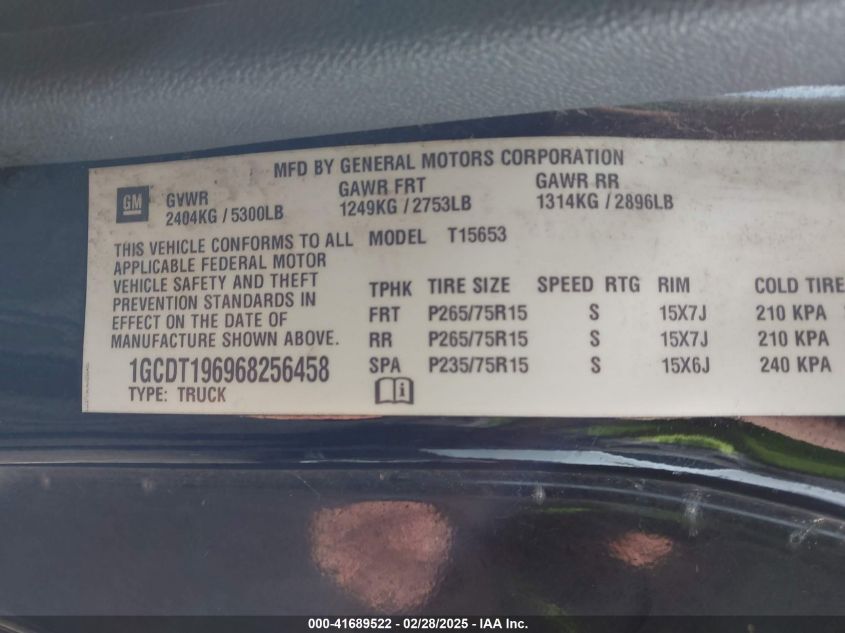 MFD BY GENERAL MOTORS CORPORATION
GM
GVWR
2404KG / 5300LB
GAWR FRT
1249KG / 2753LB
GAWR RR
1314KG / 2896LB
THIS VEHICLE CONFORMS TO ALL
APPLICABLE FEDERAL MOTOR
VEHICLE SAFETY AND THEFT
PREVENTION STANDARDS IN
EFFECT ON THE DATE OF
MANUFACTURE SHOWN ABOVE.
1GCDT196968256458
TYPE: TRUCK
MODEL T15653
TPHK TIRE SIZE SPEED RTG RIM COLD TIRE
FRT P265/75R15 S 15X7J 210 KPA
RR P265/75R15 S 15X7J 210 KPA
SPA P235/75R15 S 15X6J 240 KPA
000-41689522 - 02/28/2025 - IAA Inc.